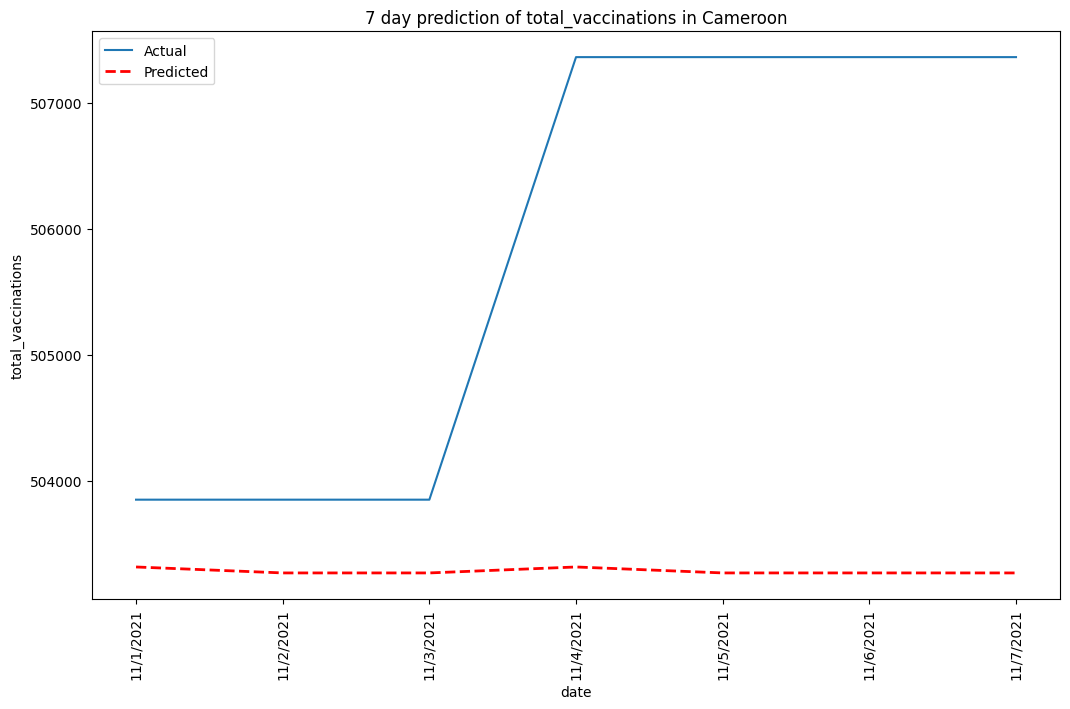 7 day prediction of total_vaccinations in Cameroon
Actual
Predicted
507000
506000
505000
504000
total_vaccinations
11/1/2021
11/2/2021
11/3/2021
11/4/2021
11/5/2021
11/6/2021
11/7/2021
date